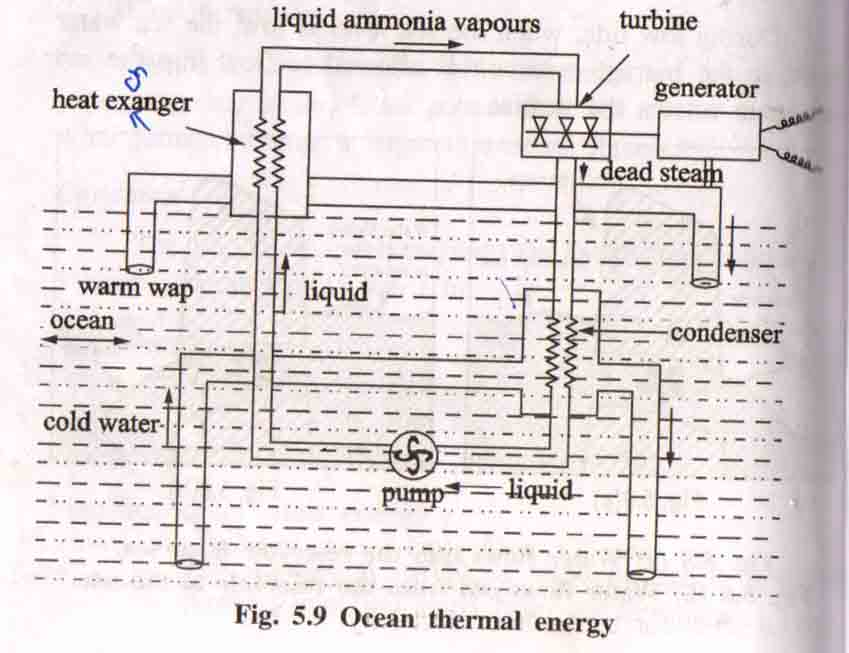 liquid ammonia vapours
turbine
heat exanger
ch
generator
dead steam
warm wap
liquid
ocean
condenser
cold water
pump
liquid
Fig. 5.9 Ocean thermal energy